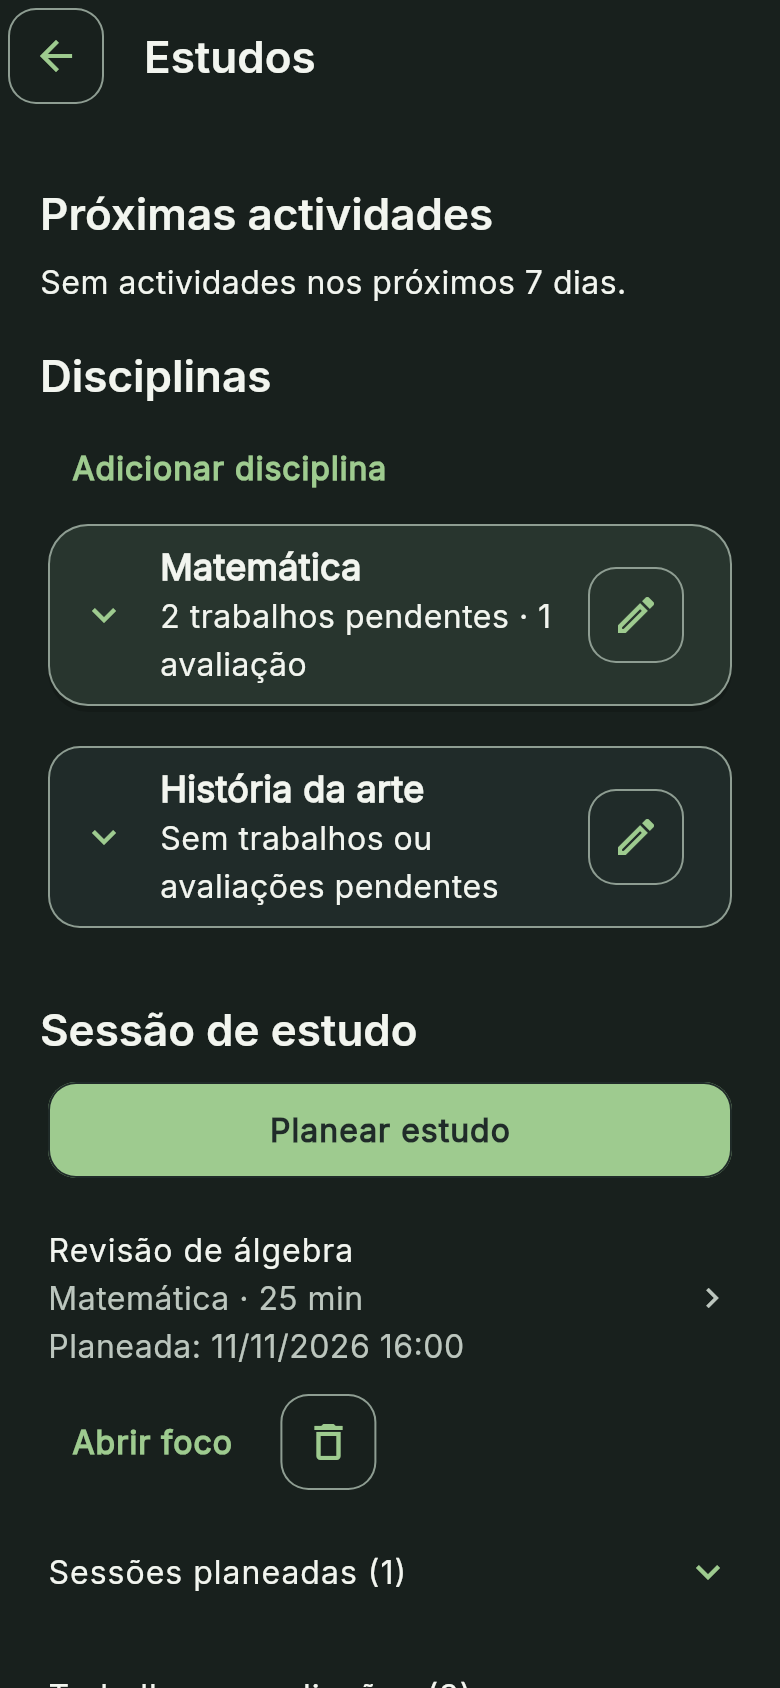 Estudos
Próximas actividades
Sem actividades nos próximos 7 dias.
Disciplinas
Adicionar disciplina
Matemática
2 trabalhos pendentes · 1
avaliação
História da arte
Sem trabalhos ou
avaliações pendentes
Sessão de estudo
Planear estudo
Revisão de álgebra
Matemática · 25 min
Planeada: 11/11/2026 16:00
Abrir foco
Sessões planeadas (1)